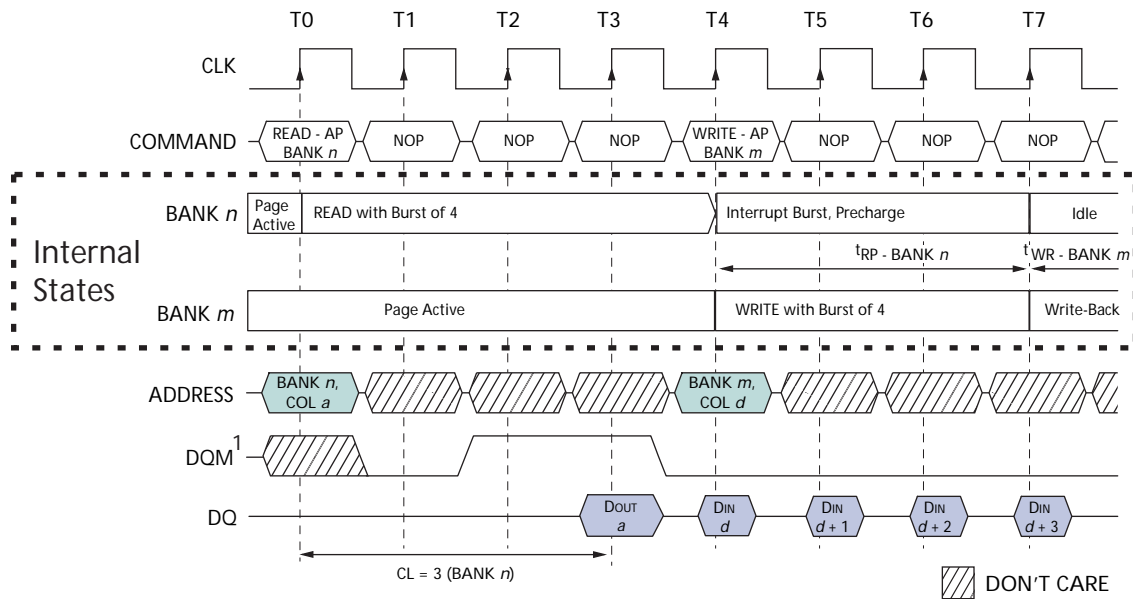 T0 T1 T2 T3 T4 T5 T6 T7
CLK
COMMAND
READ - AP
BANK n
NOP
NOP
NOP
WRITE - AP
BANK m
NOP
NOP
NOP
Internal
States
BANK n
Page
Active
READ with Burst of 4
Interrupt Burst, Precharge
Idle
tRP - BANK n
tWR - BANK m
BANK m
Page Active
WRITE with Burst of 4
Write-Back
ADDRESS
BANK n,
COL a
BANK m,
COL d
DQM1
DQ
DOUT
a
DIN
d
DIN
d + 1
DIN
d + 2
DIN
d + 3
CL = 3 (BANK n)
DON'T CARE